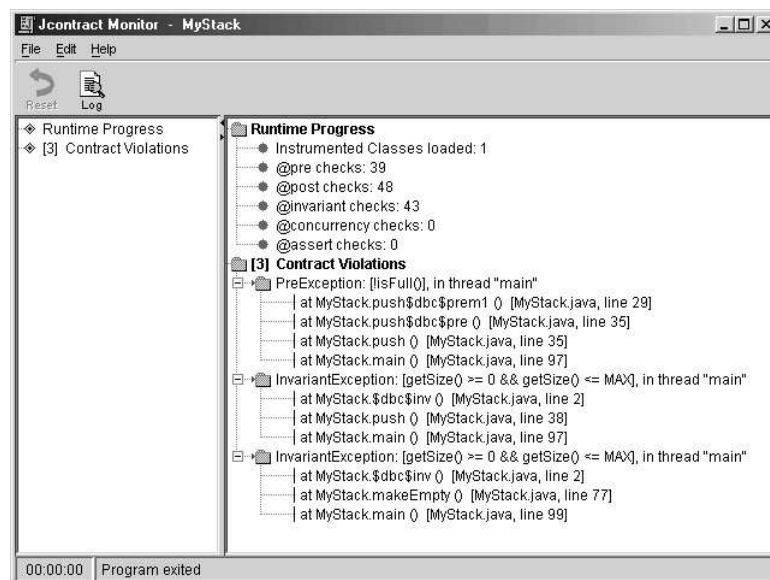 Jcontract Monitor - MyStack
File Edit Help
Reset Log
Runtime Progress
[3] Contract Violations
Runtime Progress
Instrumented Classes loaded: 1
@pre checks: 39
@post checks: 48
@invariant checks: 43
@concurrency checks: 0
@assert checks: 0
[3] Contract Violations
PreException: [!isFull()], in thread "main"
at MyStack.push$dbc$prem1 () [MyStack.java, line 29]
at MyStack.push$dbc$pre () [MyStack.java, line 35]
at MyStack.push () [MyStack.java, line 35]
at MyStack.main () [MyStack.java, line 97]
InvariantException: [getSize() >= 0 && getSize() <= MAX], in thread "main"
at MyStack.$dbc$inv () [MyStack.java, line 2]
at MyStack.push () [MyStack.java, line 38]
at MyStack.main () [MyStack.java, line 97]
InvariantException: [getSize() >= 0 && getSize() <= MAX], in thread "main"
at MyStack.$dbc$inv () [MyStack.java, line 2]
at MyStack.makeEmpty () [MyStack.java, line 77]
at MyStack.main () [MyStack.java, line 99]
00:00:00 Program exited